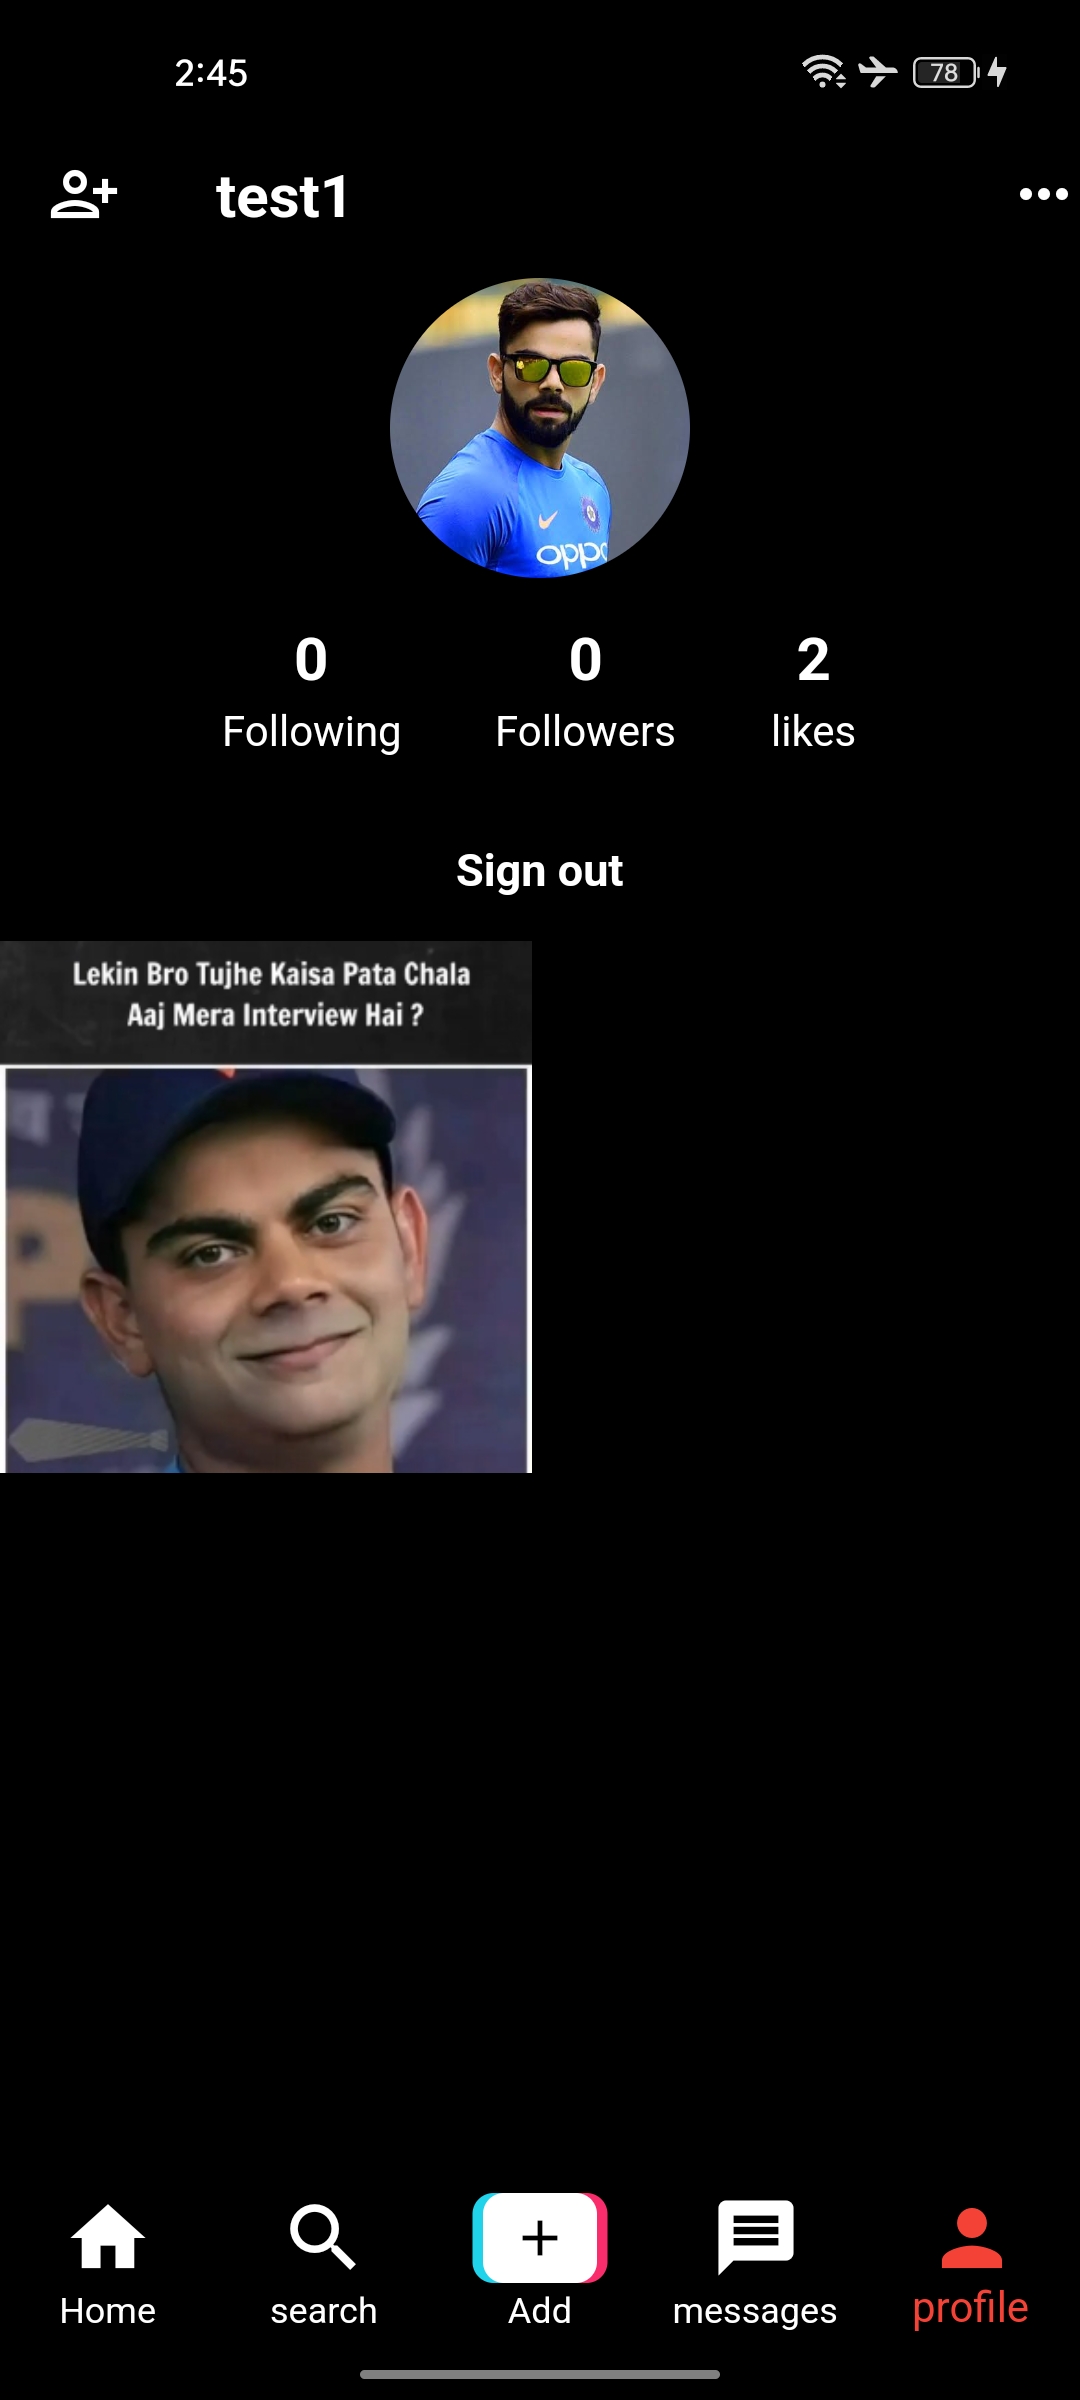 2:45
78
test1
oppo
0
0
2
Following
Followers
likes
Sign out
Lekin Bro Tujhe Kaisa Pata Chala
Aaj Mera Interview Hai ?
P
Home
search
Add
messages
profile